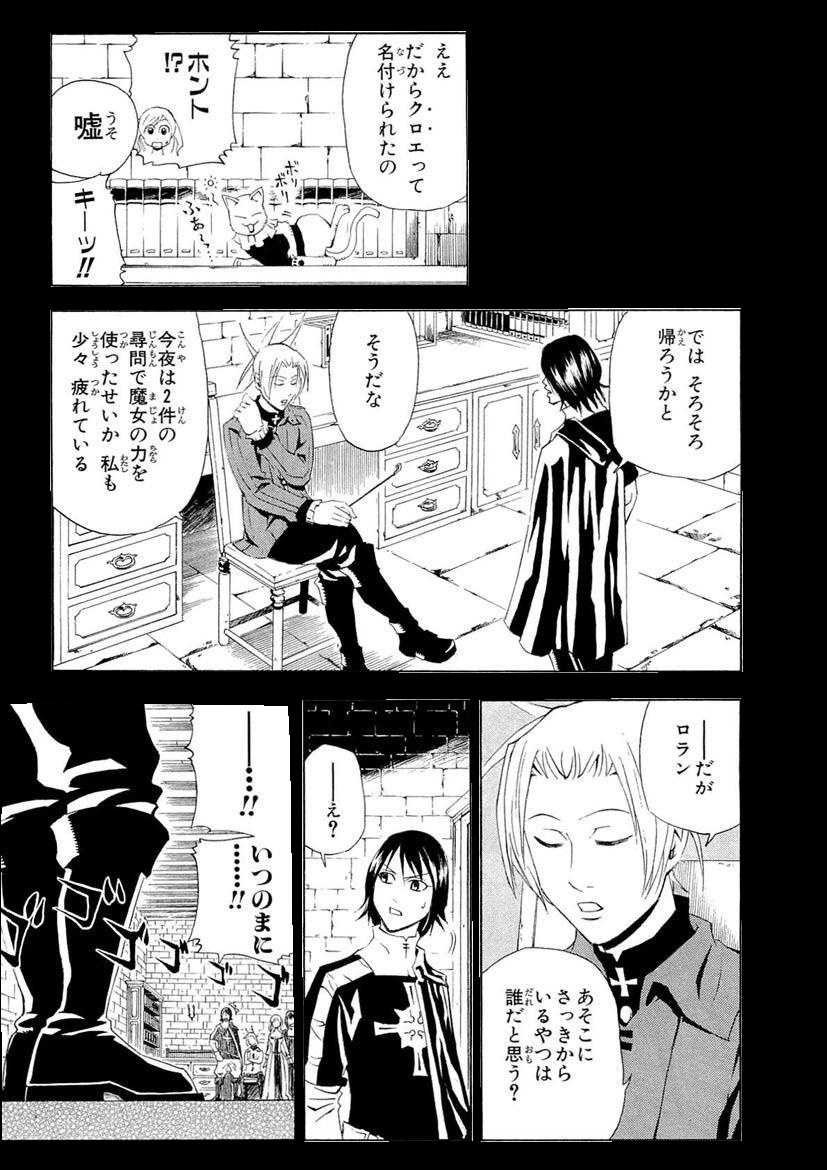 ええ
だからクロエって
名付けられたの
ホント
!?
嘘
キーッ!!
ボリ
ボリ
ふぁ〜
では そろそろ
帰ろうかと
そうだな
今夜は2件の
尋問で魔女の力を
使ったせいか 私も
少々 疲れている
――だが
ロラン
あそこに
さっきから
いるやつは
誰だと思う?
――え?
――…!!
いつのまに
……!!
ゴゴゴゴゴ